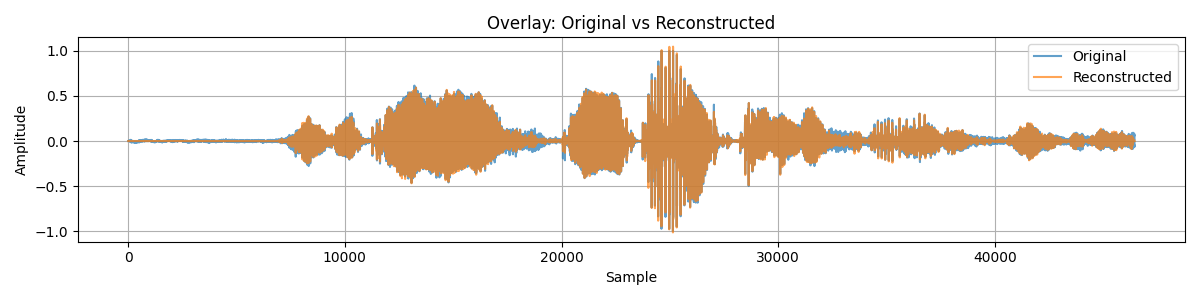 Overlay: Original vs Reconstructed
1.0
0.5
0.0
−0.5
−1.0
Amplitude
Original
Reconstructed
0 10000 20000 30000 40000
Sample